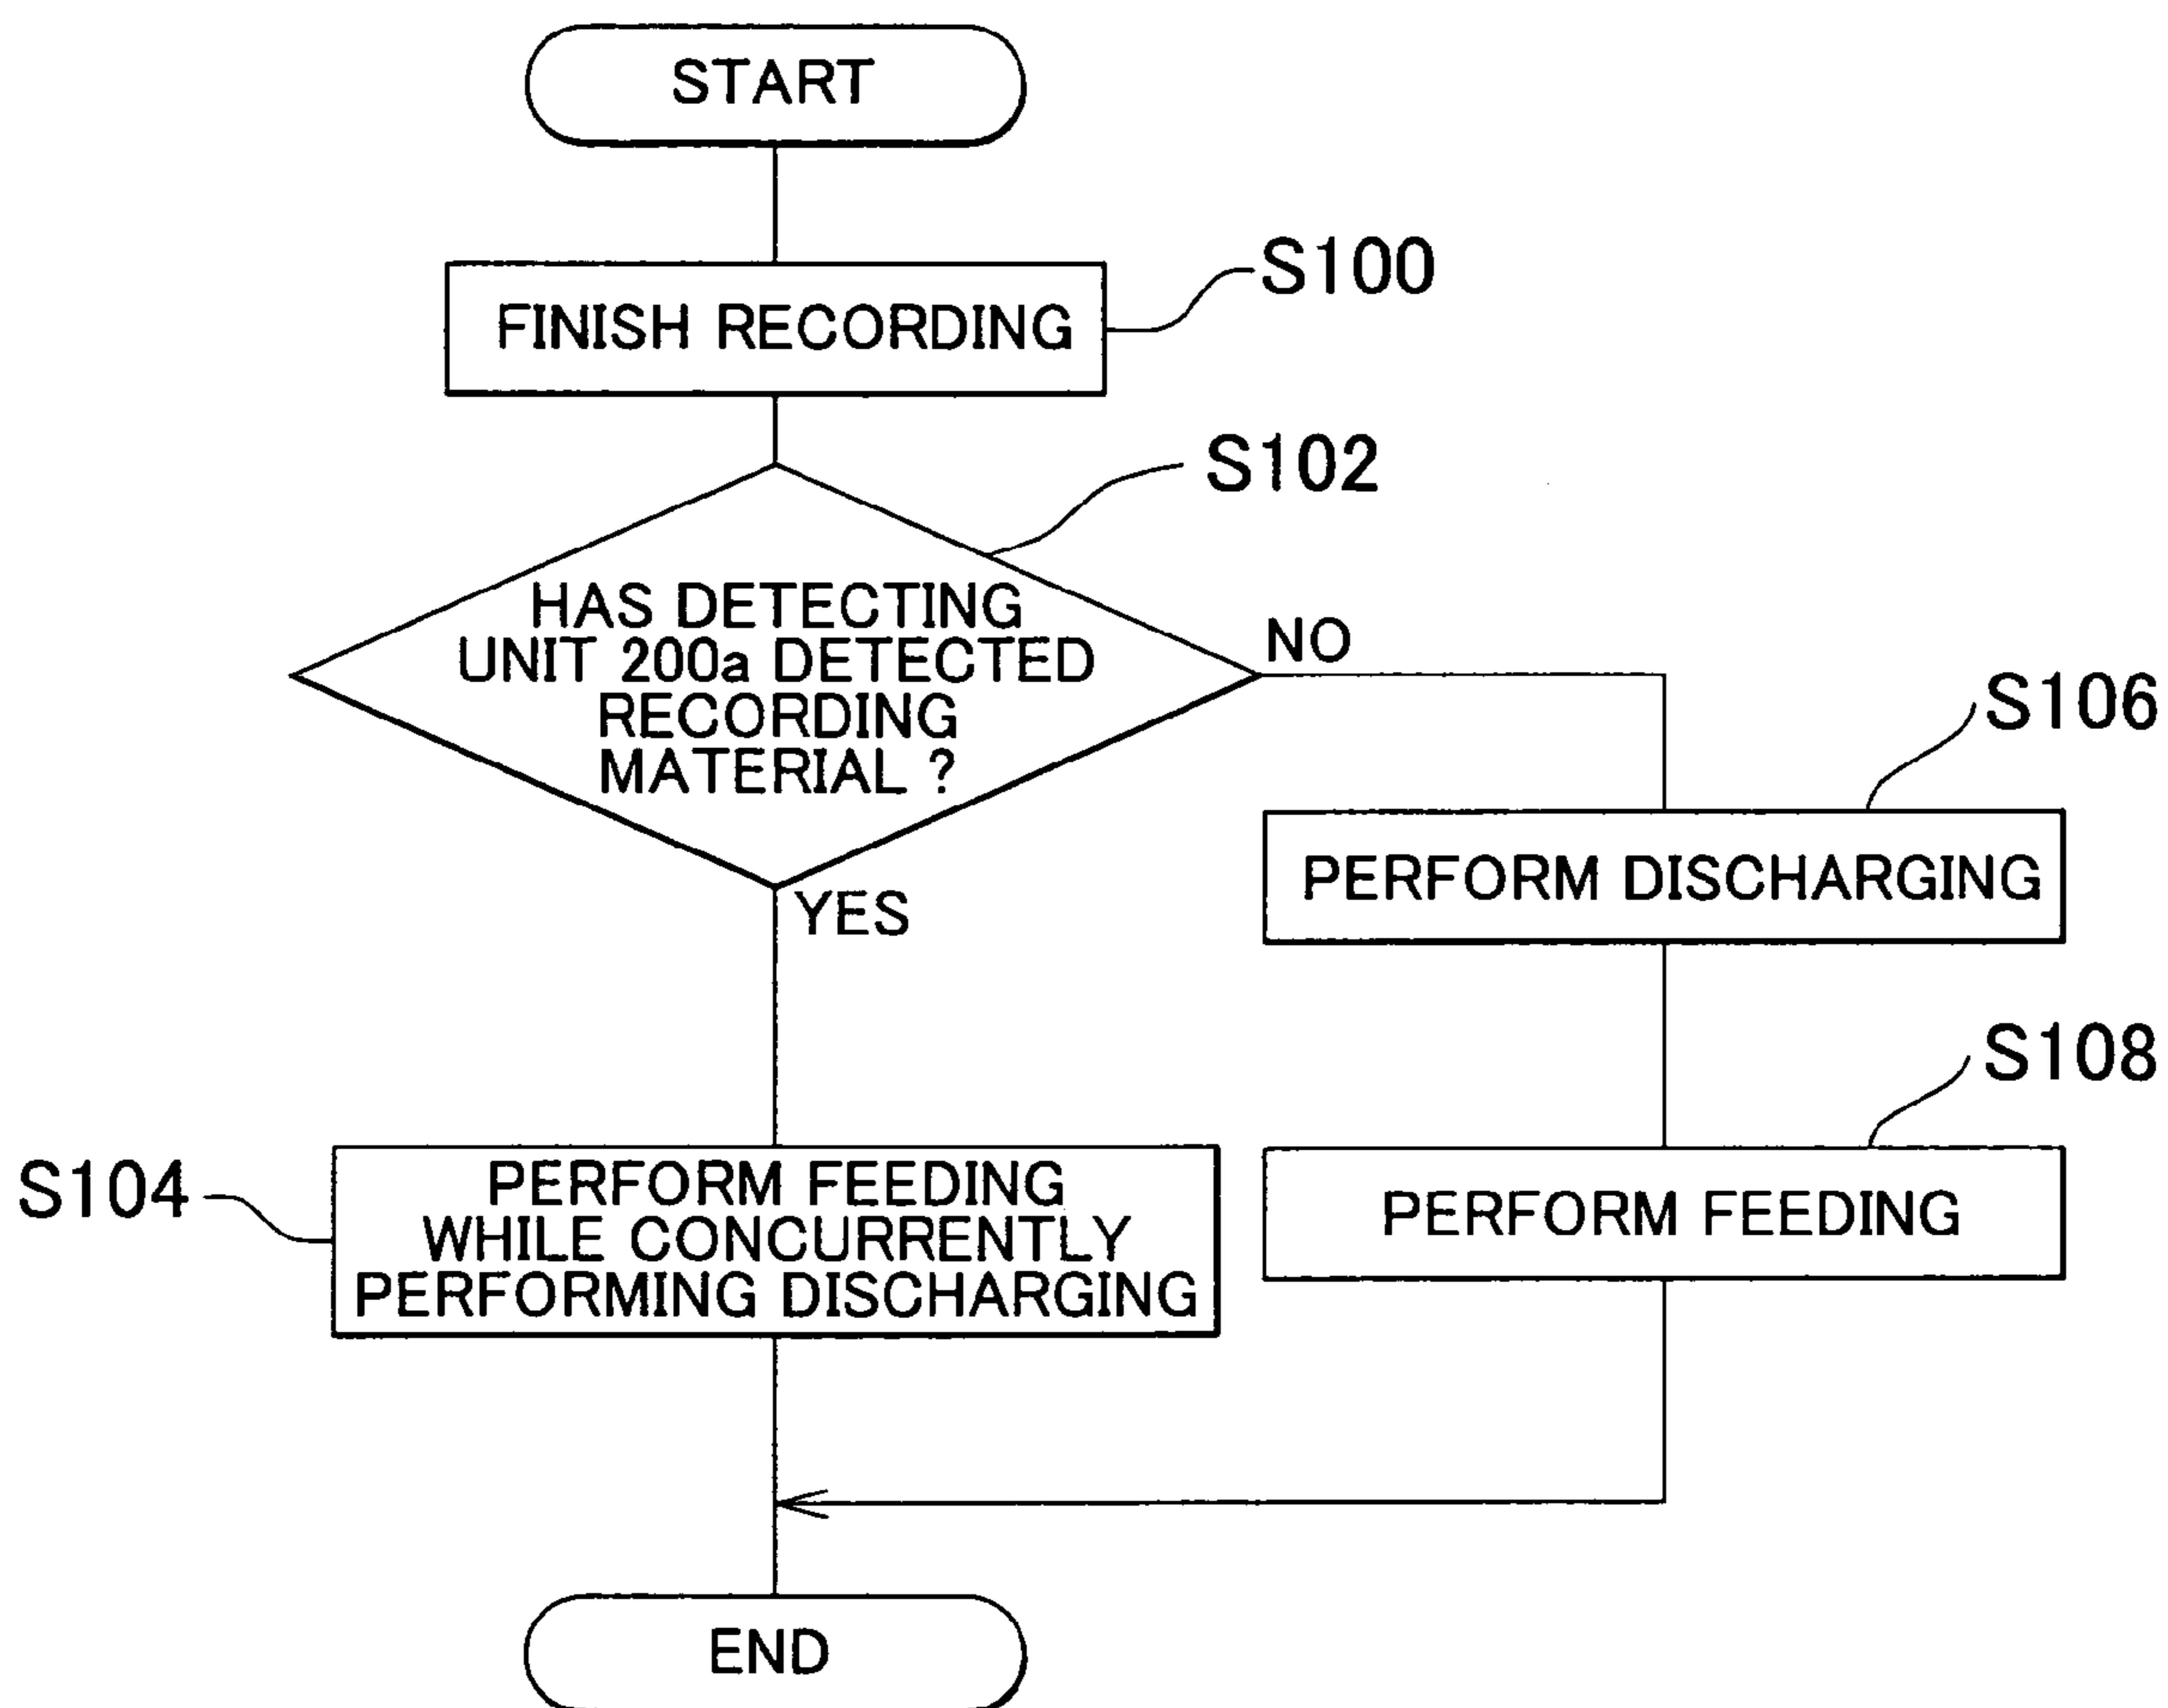 START
FINISH RECORDING
S100
S102
HAS DETECTING
UNIT 200a DETECTED
RECORDING
MATERIAL ?
NO
YES
S106
PERFORM DISCHARGING
S108
PERFORM FEEDING
S104
PERFORM FEEDING
WHILE CONCURRENTLY
PERFORMING DISCHARGING
END